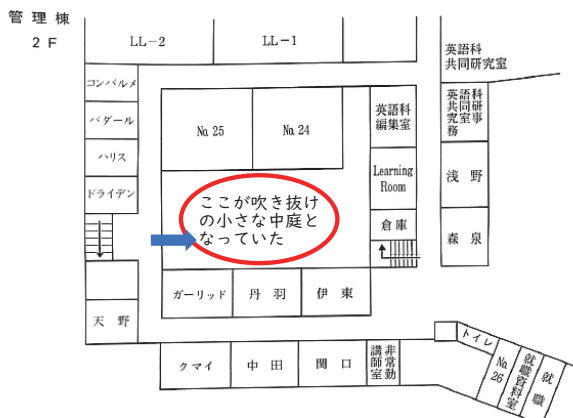 管理棟
2F
LL-2
LL-1
英語科
共同研究室
コンバルメ
バダール
ハリス
ドライデン
No.25
No.24
英語科
編集室
英語科
共同研
究室事
務
Learning
Room
浅野
倉庫
森泉
ここが吹き抜け
の小さな中庭と
なっていた
ガーリッド
丹羽
伊東
天野
クマイ
中田
関口
非常勤
講師室
トイレ
No.
26
就職資料室
就職